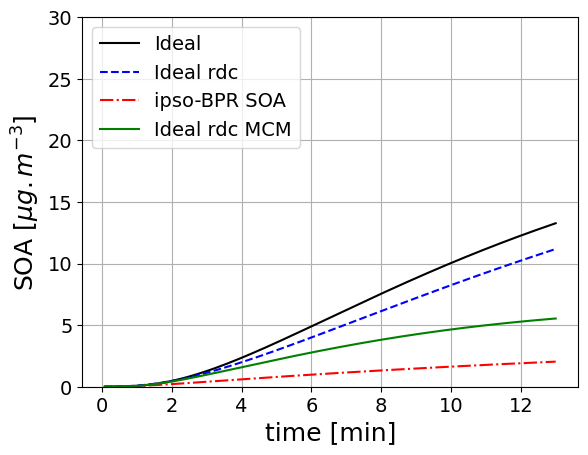 30
25
20
15
10
5
0
SOA [μg.m⁻³]
Ideal
Ideal rdc
ipso-BPR SOA
Ideal rdc MCM
0 2 4 6 8 10 12
time [min]